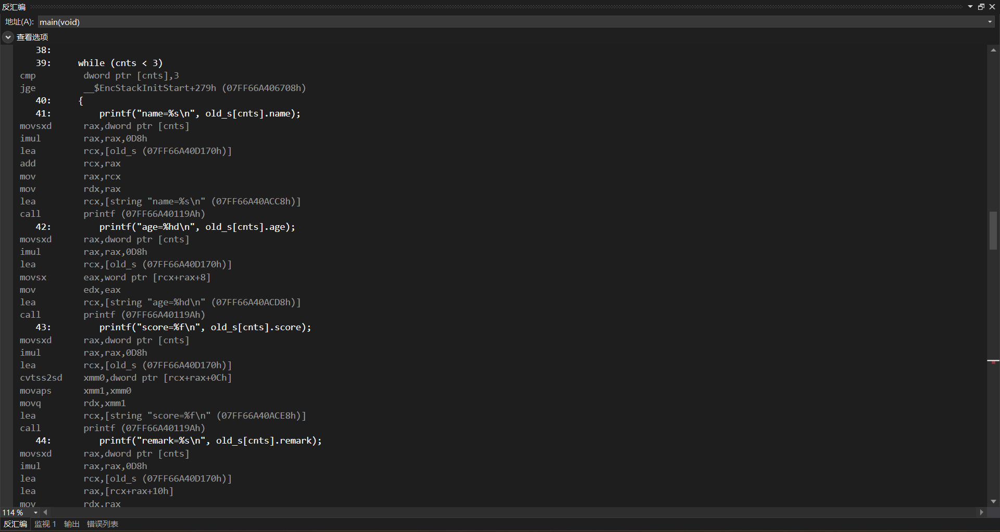 反汇编
地址(A): main(void)
查看选项
38:
39:     while (cnts < 3)
cmp         dword ptr [cnts],3
jge         __$EncStackInitStart+279h (07FF66A406708h)
40:     {
41:         printf("name=%s\n", old_s[cnts].name);
movsxd      rax,dword ptr [cnts]
imul        rax,rax,0D8h
lea         rcx,[old_s (07FF66A40D170h)]
add         rcx,rax
mov         rax,rcx
mov         rdx,rax
lea         rcx,[string "name=%s\n" (07FF66A40ACC8h)]
call        printf (07FF66A40119Ah)
42:         printf("age=%hd\n", old_s[cnts].age);
movsxd      rax,dword ptr [cnts]
imul        rax,rax,0D8h
lea         rcx,[old_s (07FF66A40D170h)]
movsx       eax,word ptr [rcx+rax+8]
mov         edx,eax
lea         rcx,[string "age=%hd\n" (07FF66A40ACD8h)]
call        printf (07FF66A40119Ah)
43:         printf("score=%f\n", old_s[cnts].score);
movsxd      rax,dword ptr [cnts]
imul        rax,rax,0D8h
lea         rcx,[old_s (07FF66A40D170h)]
cvtss2sd    xmm0,dword ptr [rcx+rax+0Ch]
movaps      xmm1,xmm0
movq        rdx,xmm1
lea         rcx,[string "score=%f\n" (07FF66A40ACE8h)]
call        printf (07FF66A40119Ah)
44:         printf("remark=%s\n", old_s[cnts].remark);
movsxd      rax,dword ptr [cnts]
imul        rax,rax,0D8h
lea         rcx,[old_s (07FF66A40D170h)]
lea         rax,[rcx+rax+10h]
mov         rdx,rax
114 %
反汇编 监视 1 输出 错误列表